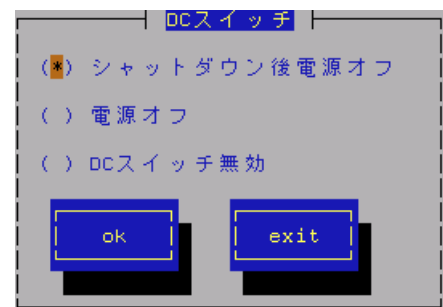 DCスイッチ
(*) シャットダウン後電源オフ
( ) 電源オフ
( ) DCスイッチ無効
ok exit